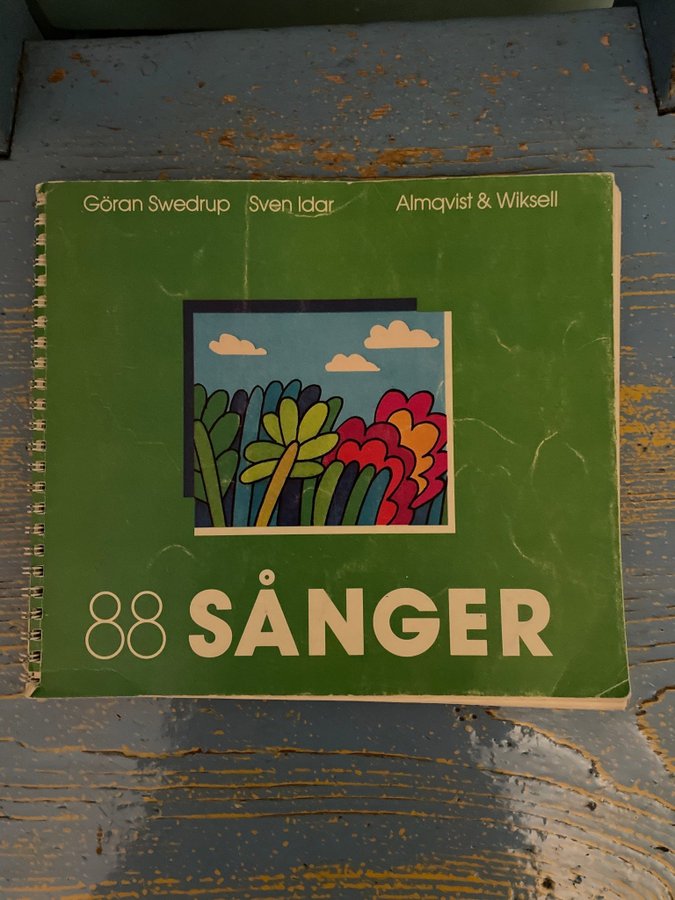 Göran Swedrup Sven Idar Almqvist & Wiksell
88 SÅNGER